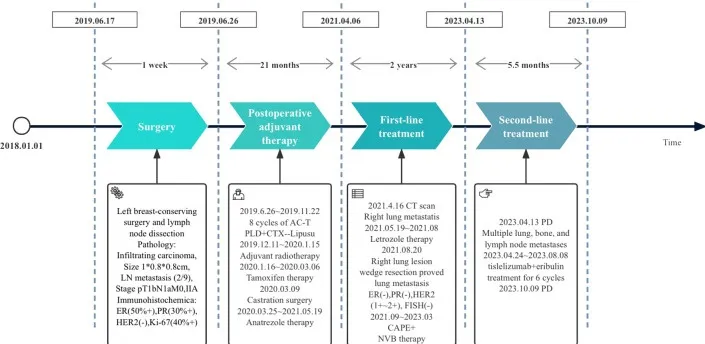 2019.06.17
2019.06.26
2021.04.06
2023.04.13
2023.10.09
1 week
21 months
2 years
5.5 months
2018.01.01
Surgery
Postoperative
adjuvant
therapy
First-line
treatment
Second-line
treatment
Time
Left breast-conserving
surgery and lymph
node dissection
Pathology:
Infiltrating carcinoma,
Size 1*0.8*0.8cm,
LN metastasis (2/9),
Stage pT1bN1aM0,IIA
Immunohistochemica:
ER(50%+),PR(30%+),
HER2(-),Ki-67(40%+)
2019.6.26~2019.11.22
8 cycles of AC-T
PLD+CTX--Lipusu
2019.12.11~2020.1.15
Adjuvant radiotherapy
2020.1.16~2020.03.06
Tamoxifen therapy
2020.03.09
Castration surgery
2020.03.25~2021.05.19
Anatrezole therapy
2021.4.16 CT scan
Right lung metastatis
2021.05.19~2021.08
Letrozole therapy
2021.08.20
Right lung lesion
wedge resection proved
lung metastasis
ER(-),PR(-),HER2
(1+~2+), FISH(-)
2021.09~2023.03
CAPE+
NVB therapy
2023.04.13 PD
Multiple lung, bone, and
lymph node metastases
2023.04.24~2023.08.08
tislelizumab+eribulin
treatment for 6 cycles
2023.10.09 PD